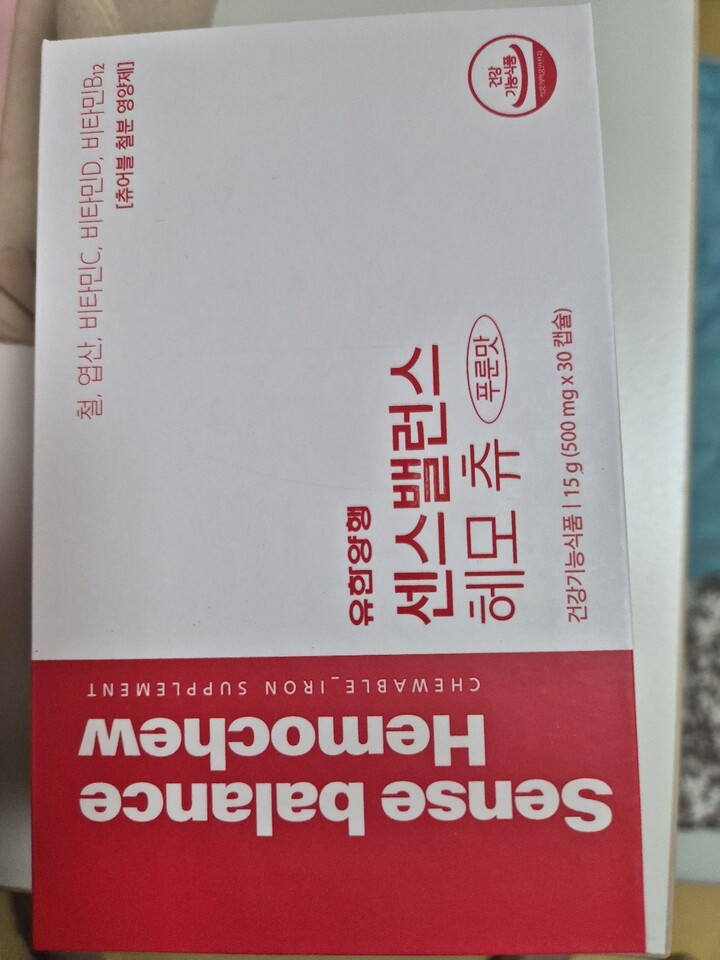 철, 엽산, 비타민C, 비타민D, 비타민B12
[츄어블 철분 영양제]
건강
기능식품
유한양행
센스밸런스
헤모 츄 푸룬맛
건강기능식품 | 15 g (500 mg x 30 캡슐)
Sense balance
Hemochew
CHEWABLE_IRON SUPPLEMENT